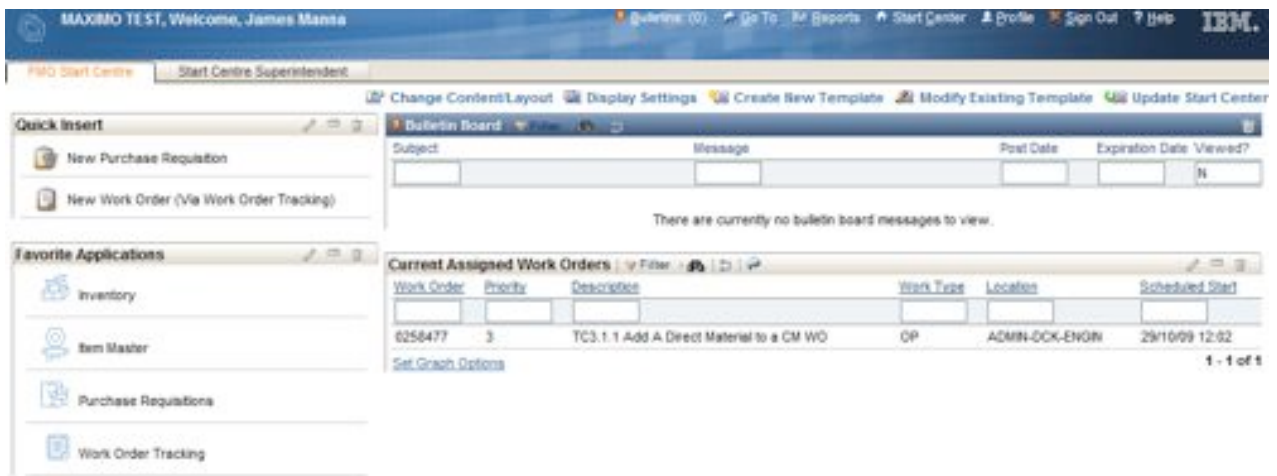 MAXIMO TEST, Welcome, James Manna
Bulletins: (0) Go To Reports Start Center Profile Sign Out ? Help IBM.
FMO Start Centre Start Centre Superintendent
Change Content/Layout Display Settings Create New Template Modify Existing Template Update Start Center
Quick Insert
New Purchase Requisition
New Work Order (Via Work Order Tracking)
Favorite Applications
Inventory
Item Master
Purchase Requisitions
Work Order Tracking
Bulletin Board Filter
Subject Message Post Date Expiration Date Viewed?
N
There are currently no bulletin board messages to view.
Current Assigned Work Orders Filter
Work Order Priority Description Work Type Location Scheduled Start
6258477 3 TC3.1.1 Add A Direct Material to a CM WO OP ADMIN-DCK-ENGIN 29/10/09 12:02
Set Graph Options 1 - 1 of 1